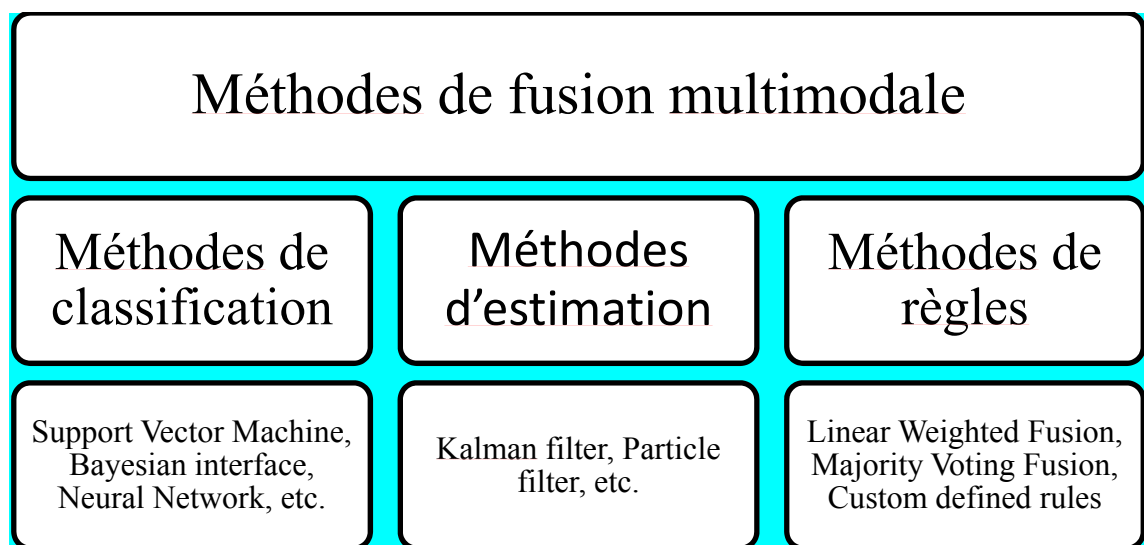 Méthodes de fusion multimodale
Méthodes de
classification
Méthodes
d’estimation
Méthodes de
règles
Support Vector Machine,
Bayesian interface,
Neural Network, etc.
Kalman filter, Particle
filter, etc.
Linear Weighted Fusion,
Majority Voting Fusion,
Custom defined rules